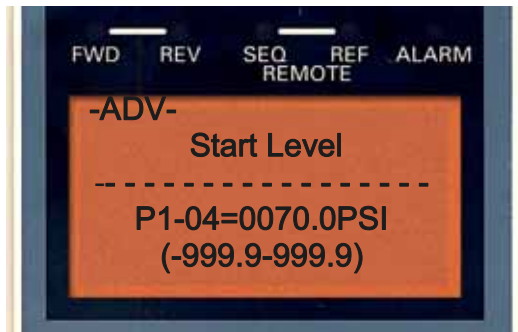 FWD REV SEQ REF ALARM
REMOTE
-ADV-
Start Level
-- - - - - - - - - - - - - - - - - -
P1-04=0070.0PSI
(-999.9-999.9)